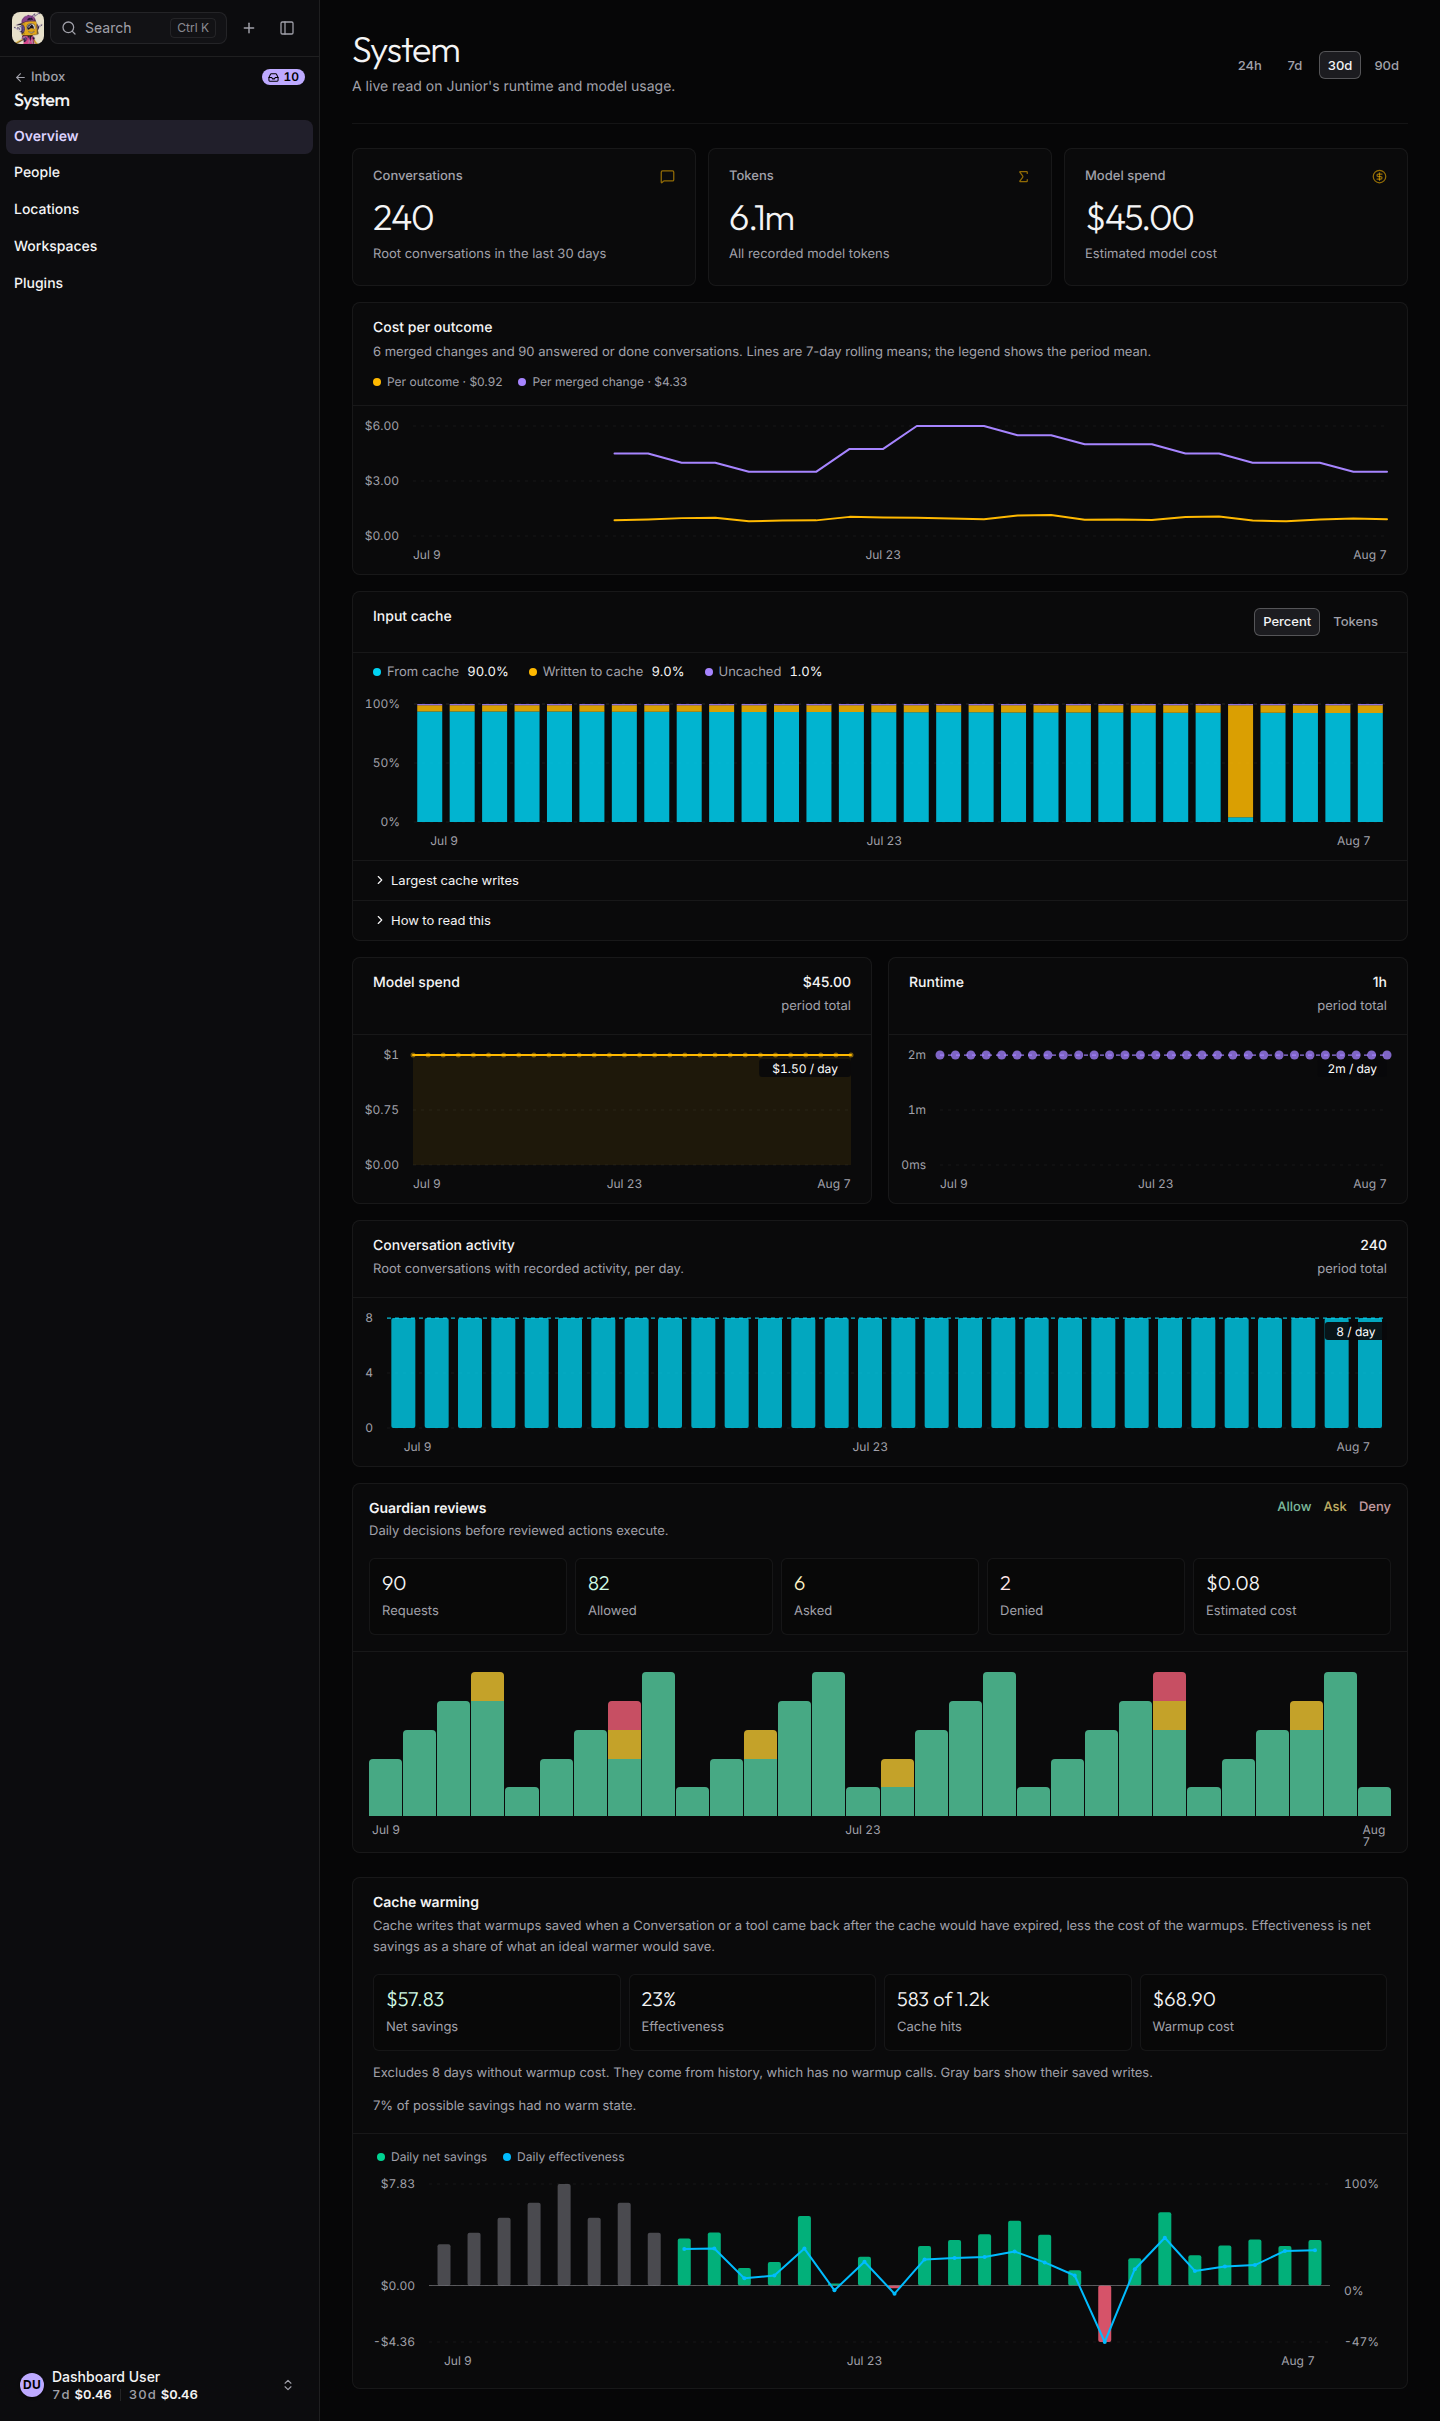 Search
Ctrl K
Inbox
10
System
Overview
People
Locations
Workspaces
Plugins
System
A live read on Junior's runtime and model usage.
24h
7d
30d
90d
Conversations
240
Root conversations in the last 30 days
Tokens
6.1m
All recorded model tokens
Model spend
$45.00
Estimated model cost
Cost per outcome
6 merged changes and 90 answered or done conversations. Lines are 7-day rolling means; the legend shows the period mean.
Per outcome · $0.92
Per merged change · $4.33
$6.00
$3.00
$0.00
Jul 9
Jul 23
Aug 7
Input cache
Percent
Tokens
From cache 90.0%
Written to cache 9.0%
Uncached 1.0%
100%
50%
0%
Jul 9
Jul 23
Aug 7
Largest cache writes
How to read this
Model spend
$45.00
period total
$1
$1.50 / day
$0.75
$0.00
Jul 9
Jul 23
Aug 7
Runtime
1h
period total
2m
2m / day
1m
0ms
Jul 9
Jul 23
Aug 7
Conversation activity
240
Root conversations with recorded activity, per day.
period total
8
8 / day
4
0
Jul 9
Jul 23
Aug 7
Guardian reviews
Allow
Ask
Deny
Daily decisions before reviewed actions execute.
90
Requests
82
Allowed
6
Asked
2
Denied
$0.08
Estimated cost
Jul 9
Jul 23
Aug
7
Cache warming
Cache writes that warmups saved when a Conversation or a tool came back after the cache would have expired, less the cost of the warmups. Effectiveness is net
savings as a share of what an ideal warmer would save.
$57.83
Net savings
23%
Effectiveness
583 of 1.2k
Cache hits
$68.90
Warmup cost
Excludes 8 days without warmup cost. They come from history, which has no warmup calls. Gray bars show their saved writes.
7% of possible savings had no warm state.
Daily net savings
Daily effectiveness
$7.83
100%
$0.00
0%
-$4.36
-47%
Jul 9
Jul 23
Aug 7
DU
Dashboard User
7d $0.46
30d $0.46